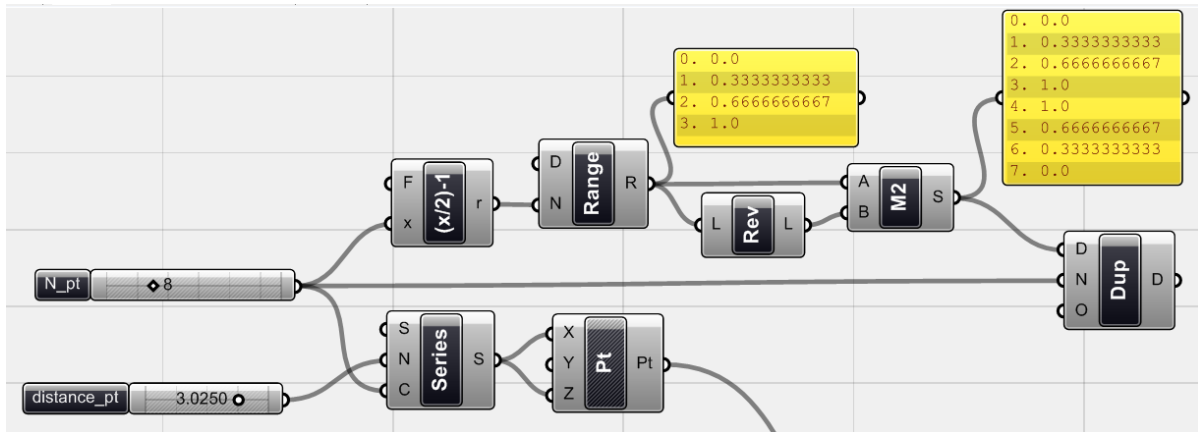 0. 0.0
1. 0.3333333333
2. 0.6666666667
3. 1.0
4. 1.0
5. 0.6666666667
6. 0.3333333333
7. 0.0
0. 0.0
1. 0.3333333333
2. 0.6666666667
3. 1.0
F
x
(x/2)-1
r
D
N
Range
R
L
Rev
L
A
B
M2
S
N_pt
8
D
N
O
Dup
D
S
N
C
Series
S
X
Y
Z
Pt
Pt
distance_pt
3.0250